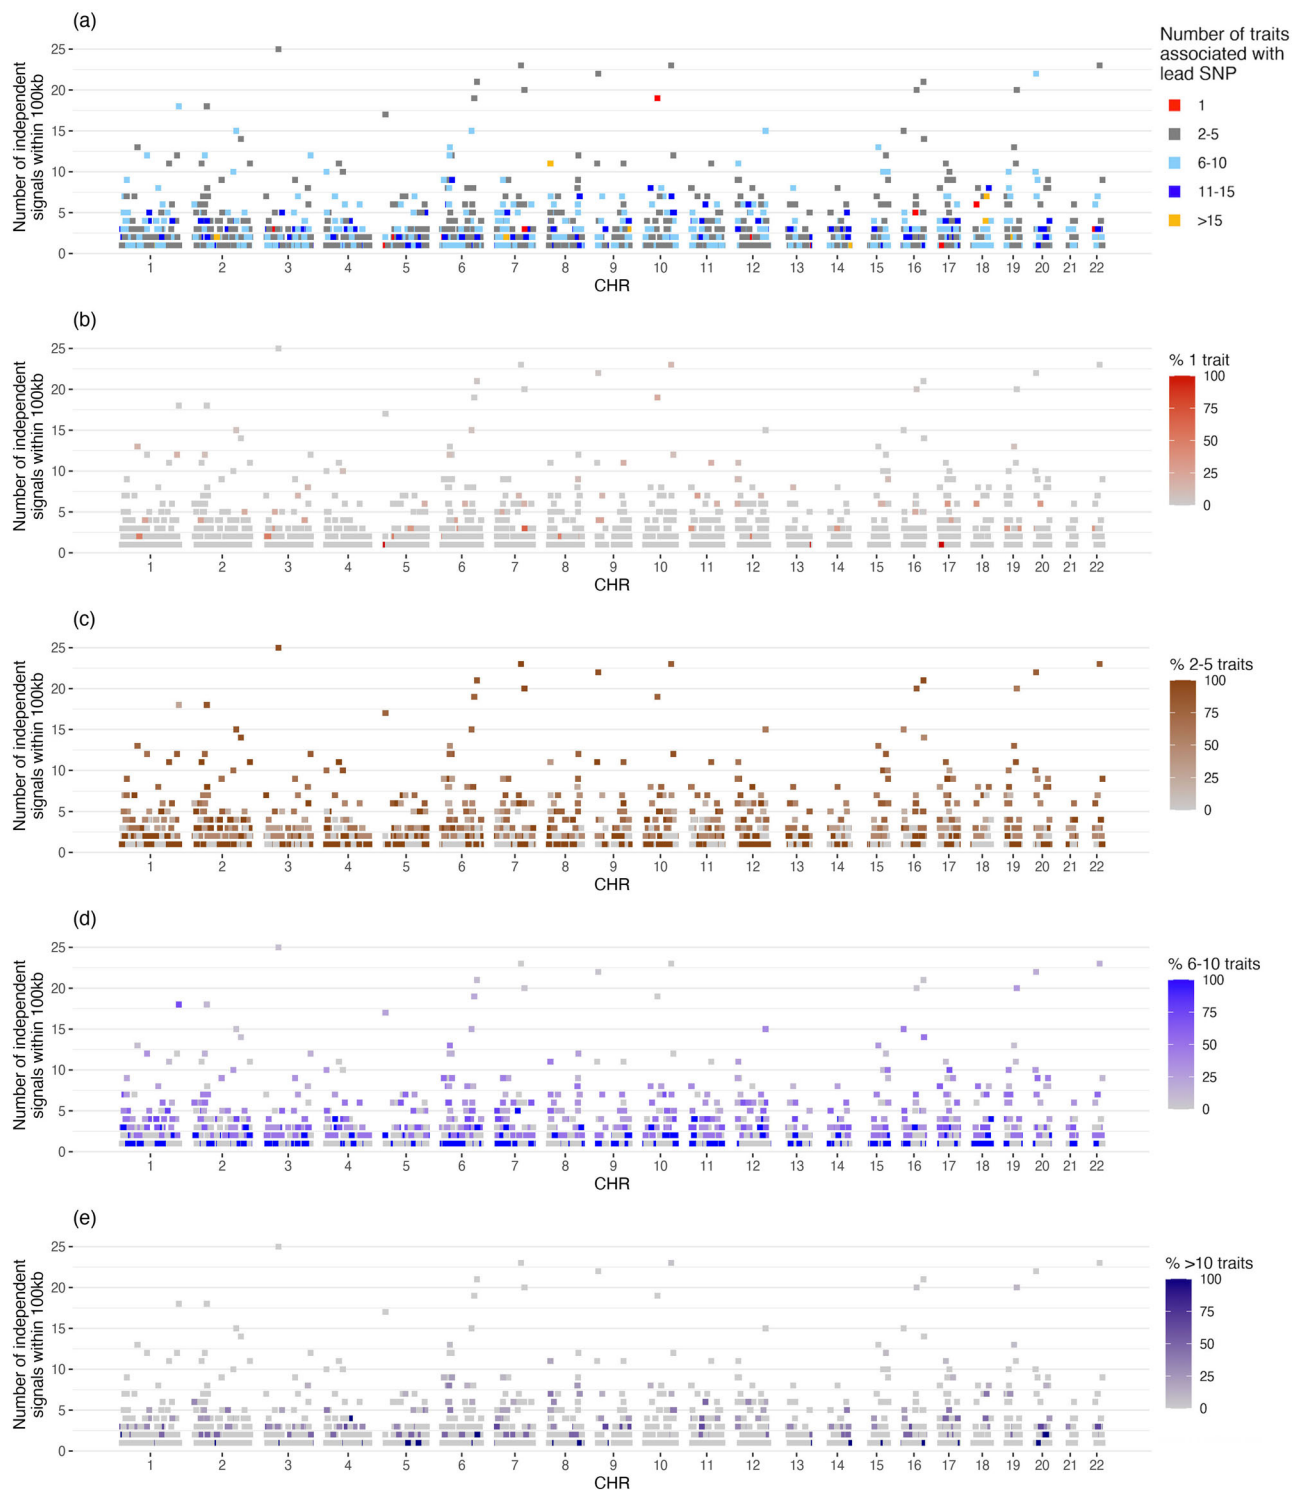 (a)
Number of independent
signals within 100kb
25
20
15
10
5
0
1 2 3 4 5 6 7 8 9 10 11 12 13 14 15 16 17 18 19 20 21 22
CHR
Number of traits
associated with
lead SNP
1
2-5
6-10
11-15
>15
(b)
Number of independent
signals within 100kb
25
20
15
10
5
0
1 2 3 4 5 6 7 8 9 10 11 12 13 14 15 16 17 18 19 20 21 22
CHR
% 1 trait
100
75
50
25
0
(c)
Number of independent
signals within 100kb
25
20
15
10
5
0
1 2 3 4 5 6 7 8 9 10 11 12 13 14 15 16 17 18 19 20 21 22
CHR
% 2-5 traits
100
75
50
25
0
(d)
Number of independent
signals within 100kb
25
20
15
10
5
0
1 2 3 4 5 6 7 8 9 10 11 12 13 14 15 16 17 18 19 20 21 22
CHR
% 6-10 traits
100
75
50
25
0
(e)
Number of independent
signals within 100kb
25
20
15
10
5
0
1 2 3 4 5 6 7 8 9 10 11 12 13 14 15 16 17 18 19 20 21 22
CHR
% >10 traits
100
75
50
25
0